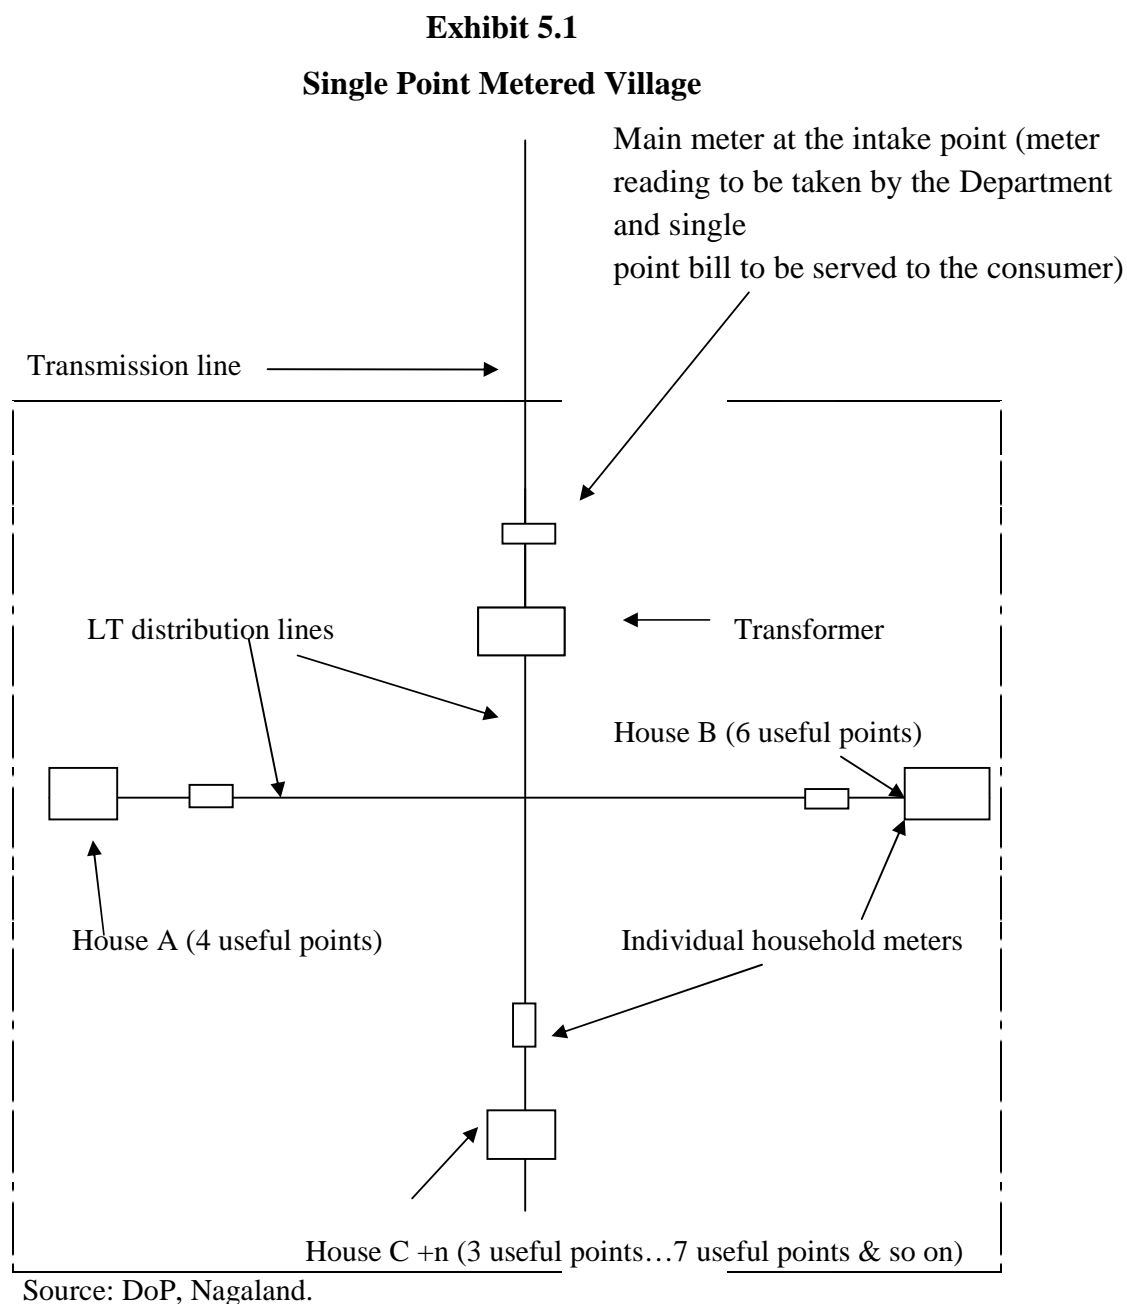 Exhibit 5.1
Single Point Metered Village
Main meter at the intake point (meter
reading to be taken by the Department
and single
point bill to be served to the consumer)
Transmission line
LT distribution lines
Transformer
House B (6 useful points)
House A (4 useful points)
Individual household meters
House C +n (3 useful points…7 useful points & so on)
Source: DoP, Nagaland.